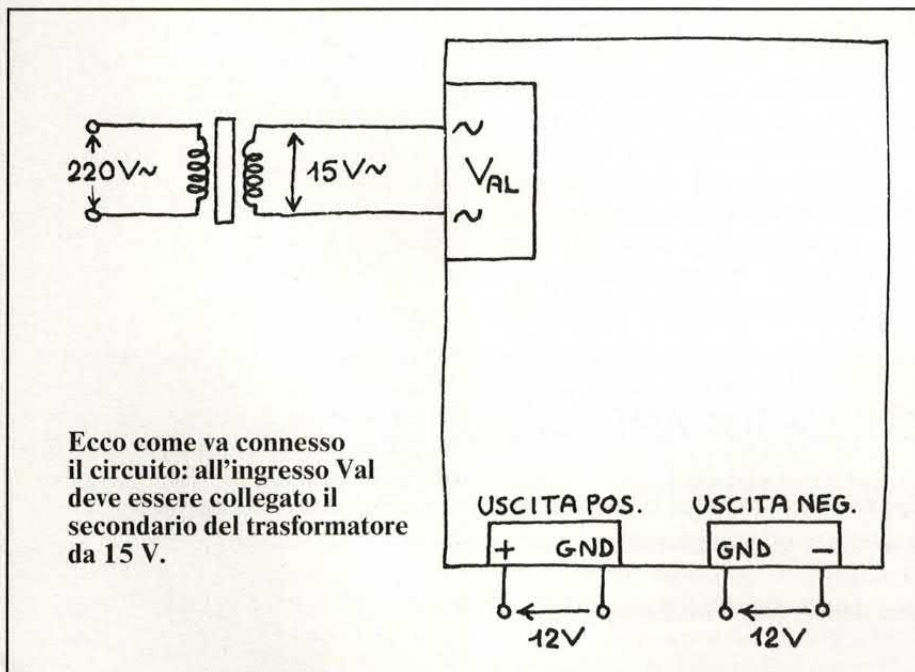 220V~
15V~
~
VAL
~
Ecco come va connesso
il circuito: all'ingresso Val
deve essere collegato il
secondario del trasformatore
da 15 V.
USCITA POS. USCITA NEG.
+ GND GND −
12V 12V